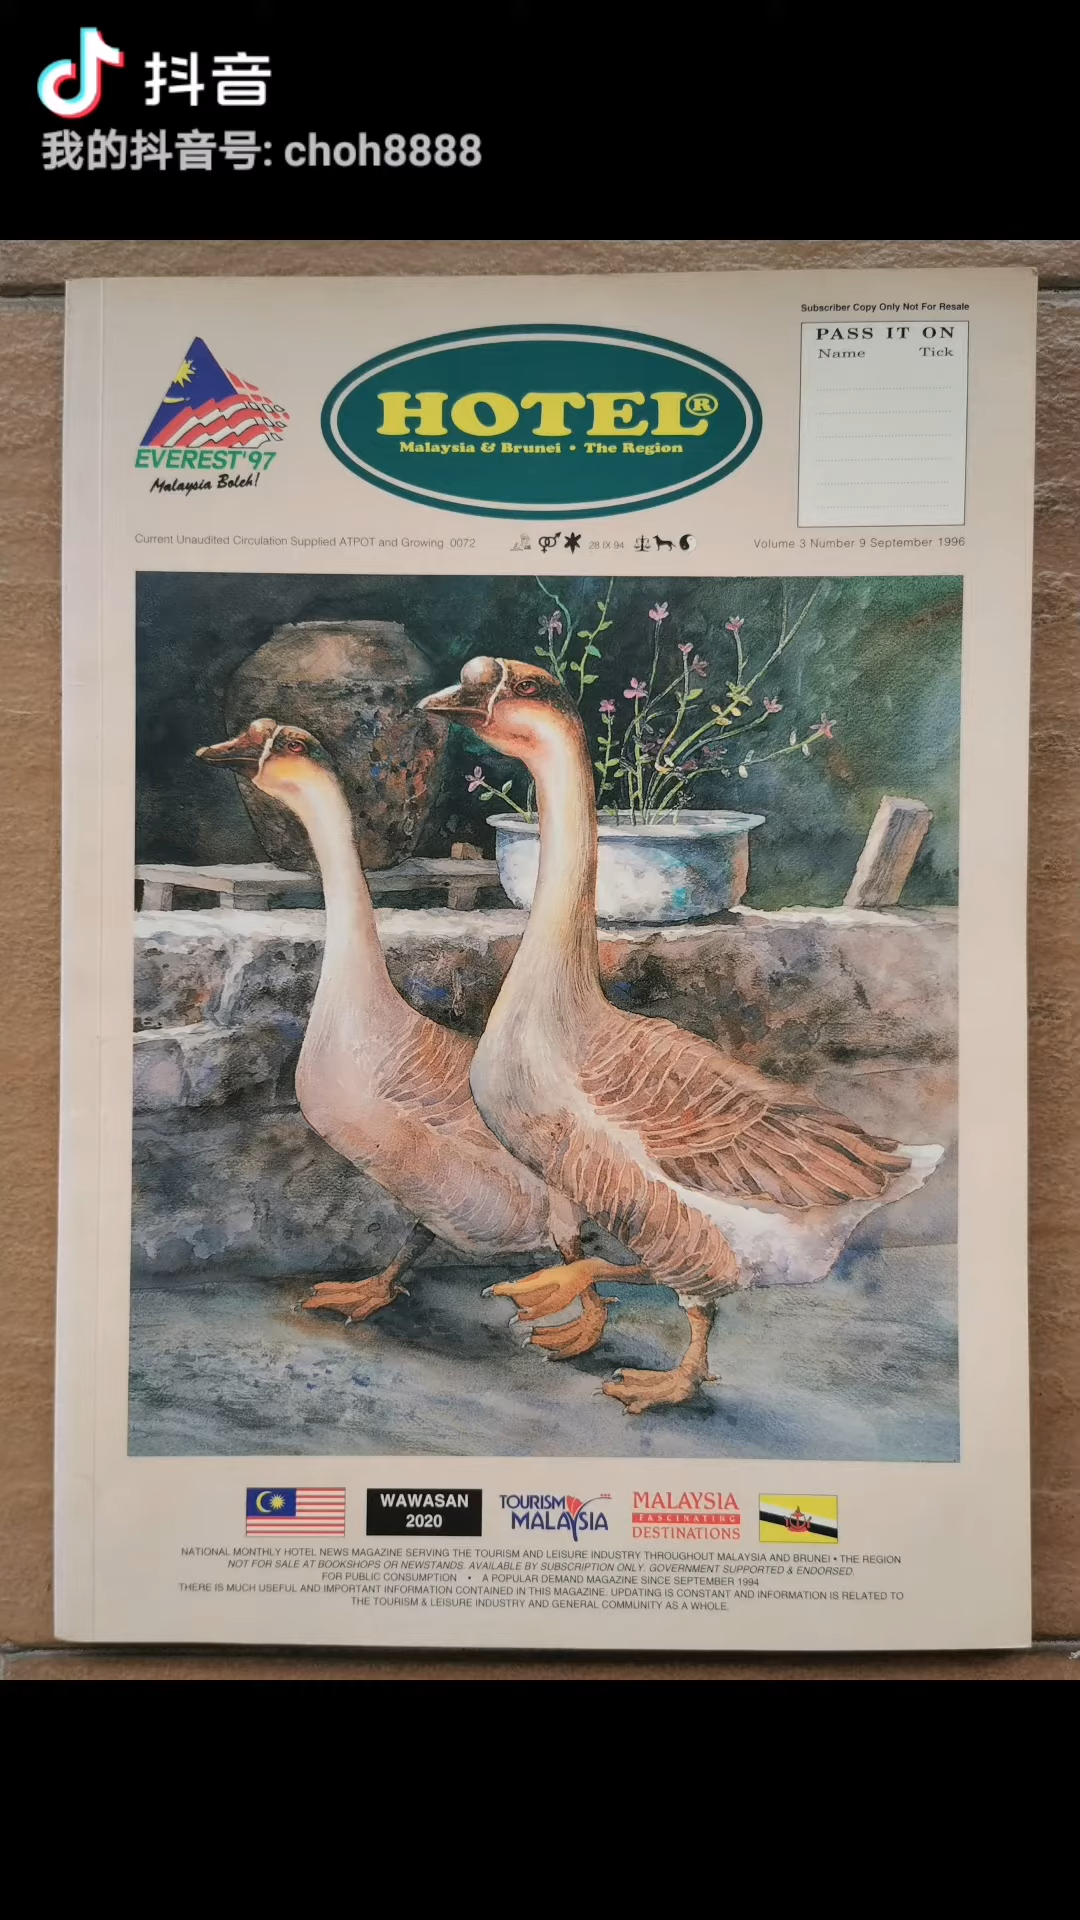 抖音
我的抖音号: choh8888
Subscriber Copy Only Not For Resale
PASS IT ON
Name Tick
HOTEL®
Malaysia & Brunei • The Region
EVEREST'97
Malaysia Boleh!
Current Unaudited Circulation Supplied ATPOT and Growing 0072
28 IX 94
Volume 3 Number 9 September 1996
WAWASAN
2020
TOURISM
MALAYSIA
MALAYSIA
FASCINATING
DESTINATIONS
NATIONAL MONTHLY HOTEL NEWS MAGAZINE SERVING THE TOURISM AND LEISURE INDUSTRY THROUGHOUT MALAYSIA AND BRUNEI • THE REGION
NOT FOR SALE AT BOOKSHOPS OR NEWSTANDS. AVAILABLE BY SUBSCRIPTION ONLY. GOVERNMENT SUPPORTED & ENDORSED.
FOR PUBLIC CONSUMPTION • A POPULAR DEMAND MAGAZINE SINCE SEPTEMBER 1994
THERE IS MUCH USEFUL AND IMPORTANT INFORMATION CONTAINED IN THIS MAGAZINE. UPDATING IS CONSTANT AND INFORMATION IS RELATED TO
THE TOURISM & LEISURE INDUSTRY AND GENERAL COMMUNITY AS A WHOLE.